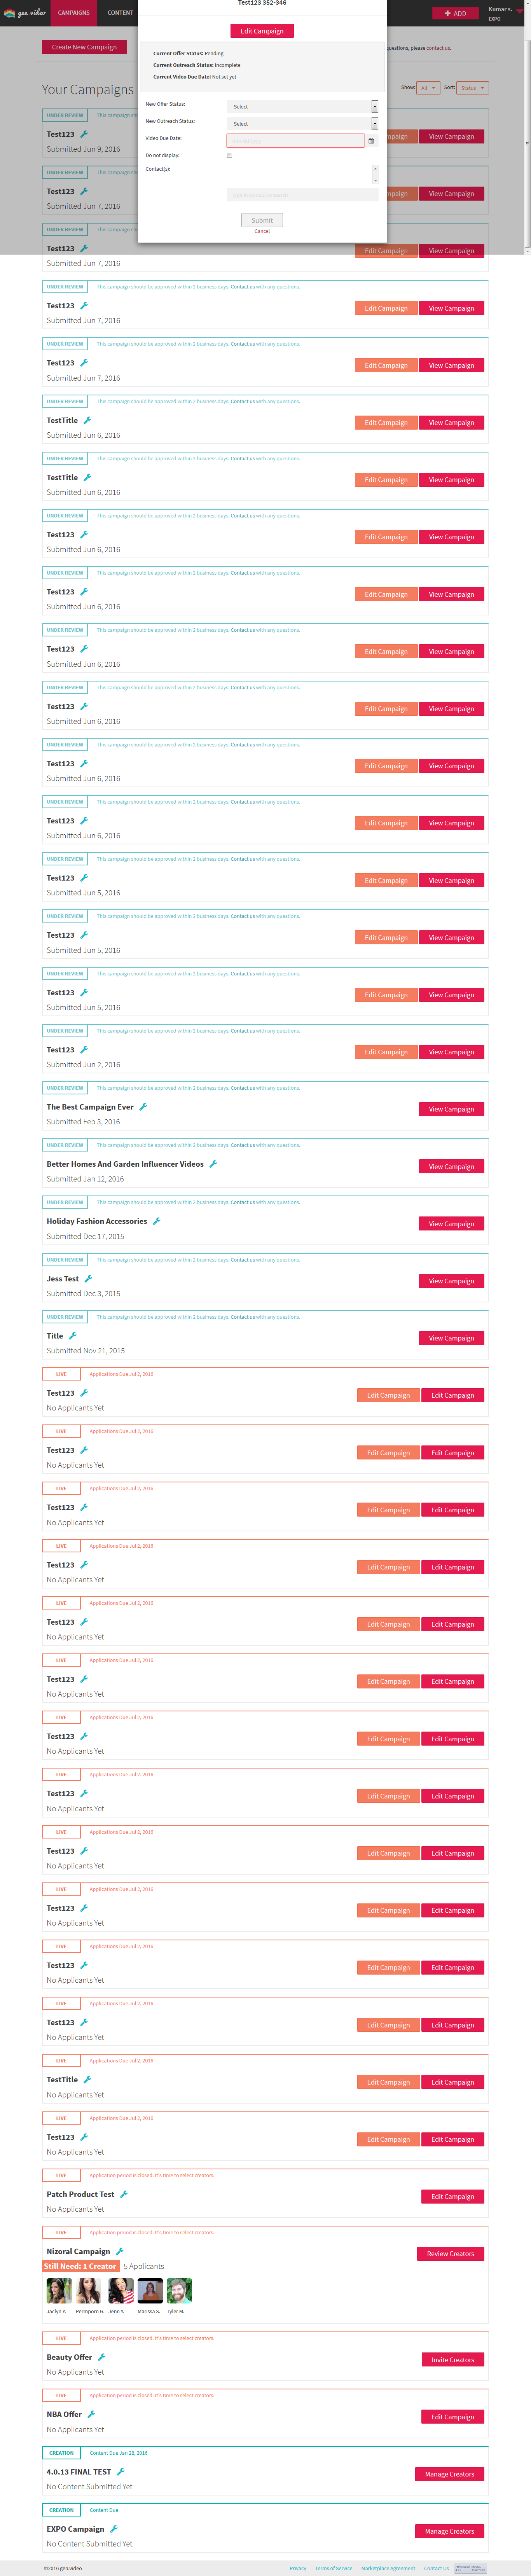 gen.video CAMPAIGNS CONTENT ADD Kumar s.
EXPO
Test123 352-346
Edit Campaign
Current Offer Status: Pending
Current Outreach Status: Incomplete
Current Video Due Date: Not set yet
New Offer Status: Select
New Outreach Status: Select
Video Due Date:
Do not display:
Contact(s):
Submit
Cancel
Create New Campaign
questions, please contact us.
Your Campaigns
Show: All Sort: Status
UNDER REVIEW This campaign shou
Test123 View Campaign
Submitted Jun 9, 2016
UNDER REVIEW This campaign shou
Test123 View Campaign
Submitted Jun 7, 2016
UNDER REVIEW This campaign shou
Test123 Edit Campaign View Campaign
Submitted Jun 7, 2016
UNDER REVIEW This campaign should be approved within 2 business days. Contact us with any questions.
Test123 Edit Campaign View Campaign
Submitted Jun 7, 2016
UNDER REVIEW This campaign should be approved within 2 business days. Contact us with any questions.
Test123 Edit Campaign View Campaign
Submitted Jun 7, 2016
UNDER REVIEW This campaign should be approved within 2 business days. Contact us with any questions.
TestTitle Edit Campaign View Campaign
Submitted Jun 6, 2016
UNDER REVIEW This campaign should be approved within 2 business days. Contact us with any questions.
TestTitle Edit Campaign View Campaign
Submitted Jun 6, 2016
UNDER REVIEW This campaign should be approved within 2 business days. Contact us with any questions.
Test123 Edit Campaign View Campaign
Submitted Jun 6, 2016
UNDER REVIEW This campaign should be approved within 2 business days. Contact us with any questions.
Test123 Edit Campaign View Campaign
Submitted Jun 6, 2016
UNDER REVIEW This campaign should be approved within 2 business days. Contact us with any questions.
Test123 Edit Campaign View Campaign
Submitted Jun 6, 2016
UNDER REVIEW This campaign should be approved within 2 business days. Contact us with any questions.
Test123 Edit Campaign View Campaign
Submitted Jun 6, 2016
UNDER REVIEW This campaign should be approved within 2 business days. Contact us with any questions.
Test123 Edit Campaign View Campaign
Submitted Jun 6, 2016
UNDER REVIEW This campaign should be approved within 2 business days. Contact us with any questions.
Test123 Edit Campaign View Campaign
Submitted Jun 6, 2016
UNDER REVIEW This campaign should be approved within 2 business days. Contact us with any questions.
Test123 Edit Campaign View Campaign
Submitted Jun 5, 2016
UNDER REVIEW This campaign should be approved within 2 business days. Contact us with any questions.
Test123 Edit Campaign View Campaign
Submitted Jun 5, 2016
UNDER REVIEW This campaign should be approved within 2 business days. Contact us with any questions.
Test123 Edit Campaign View Campaign
Submitted Jun 5, 2016
UNDER REVIEW This campaign should be approved within 2 business days. Contact us with any questions.
Test123 Edit Campaign View Campaign
Submitted Jun 2, 2016
UNDER REVIEW This campaign should be approved within 2 business days. Contact us with any questions.
The Best Campaign Ever View Campaign
Submitted Feb 3, 2016
UNDER REVIEW This campaign should be approved within 2 business days. Contact us with any questions.
Better Homes And Garden Influencer Videos View Campaign
Submitted Jan 12, 2016
UNDER REVIEW This campaign should be approved within 2 business days. Contact us with any questions.
Holiday Fashion Accessories View Campaign
Submitted Dec 17, 2015
UNDER REVIEW This campaign should be approved within 2 business days. Contact us with any questions.
Jess Test View Campaign
Submitted Dec 3, 2015
UNDER REVIEW This campaign should be approved within 2 business days. Contact us with any questions.
Title View Campaign
Submitted Nov 21, 2015
LIVE Applications Due Jul 2, 2016
Test123 Edit Campaign Edit Campaign
No Applicants Yet
LIVE Applications Due Jul 2, 2016
Test123 Edit Campaign Edit Campaign
No Applicants Yet
LIVE Applications Due Jul 2, 2016
Test123 Edit Campaign Edit Campaign
No Applicants Yet
LIVE Applications Due Jul 2, 2016
Test123 Edit Campaign Edit Campaign
No Applicants Yet
LIVE Applications Due Jul 2, 2016
Test123 Edit Campaign Edit Campaign
No Applicants Yet
LIVE Applications Due Jul 2, 2016
Test123 Edit Campaign Edit Campaign
No Applicants Yet
LIVE Applications Due Jul 2, 2016
Test123 Edit Campaign Edit Campaign
No Applicants Yet
LIVE Applications Due Jul 2, 2016
Test123 Edit Campaign Edit Campaign
No Applicants Yet
LIVE Applications Due Jul 2, 2016
Test123 Edit Campaign Edit Campaign
No Applicants Yet
LIVE Applications Due Jul 2, 2016
Test123 Edit Campaign Edit Campaign
No Applicants Yet
LIVE Applications Due Jul 2, 2016
Test123 Edit Campaign Edit Campaign
No Applicants Yet
LIVE Applications Due Jul 2, 2016
Test123 Edit Campaign Edit Campaign
No Applicants Yet
LIVE Applications Due Jul 2, 2016
TestTitle Edit Campaign Edit Campaign
No Applicants Yet
LIVE Applications Due Jul 2, 2016
Test123 Edit Campaign Edit Campaign
No Applicants Yet
LIVE Application period is closed. It's time to select creators.
Patch Product Test Edit Campaign
No Applicants Yet
LIVE Application period is closed. It's time to select creators.
Nizoral Campaign Review Creators
Still Need: 1 Creator 5 Applicants
Jaclyn Y. Permporn G. Jenn Y. Marissa S. Tyler M.
LIVE Application period is closed. It's time to select creators.
Beauty Offer Invite Creators
No Applicants Yet
LIVE Application period is closed. It's time to select creators.
NBA Offer Edit Campaign
No Applicants Yet
CREATION Content Due Jan 28, 2016
4.0.13 FINAL TEST Manage Creators
No Content Submitted Yet
CREATION Content Due
EXPO Campaign Manage Creators
No Content Submitted Yet
©2016 gen.video Privacy Terms of Service Marketplace Agreement Contact Us